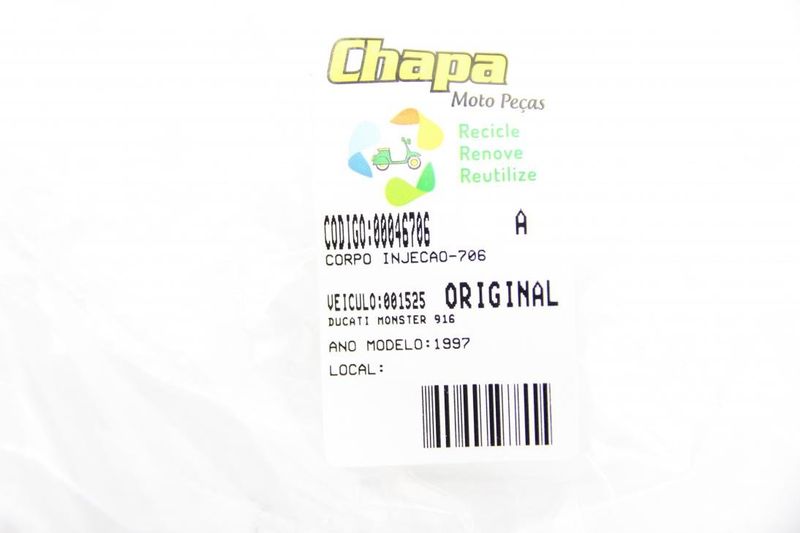 Chapa
Moto Peças
Recicle
Renove
Reutilize
CODIGO:00046706 A
CORPO INJECAO-706
VEICULO:001525 ORIGINAL
DUCATI MONSTER 916
ANO MODELO:1997
LOCAL: